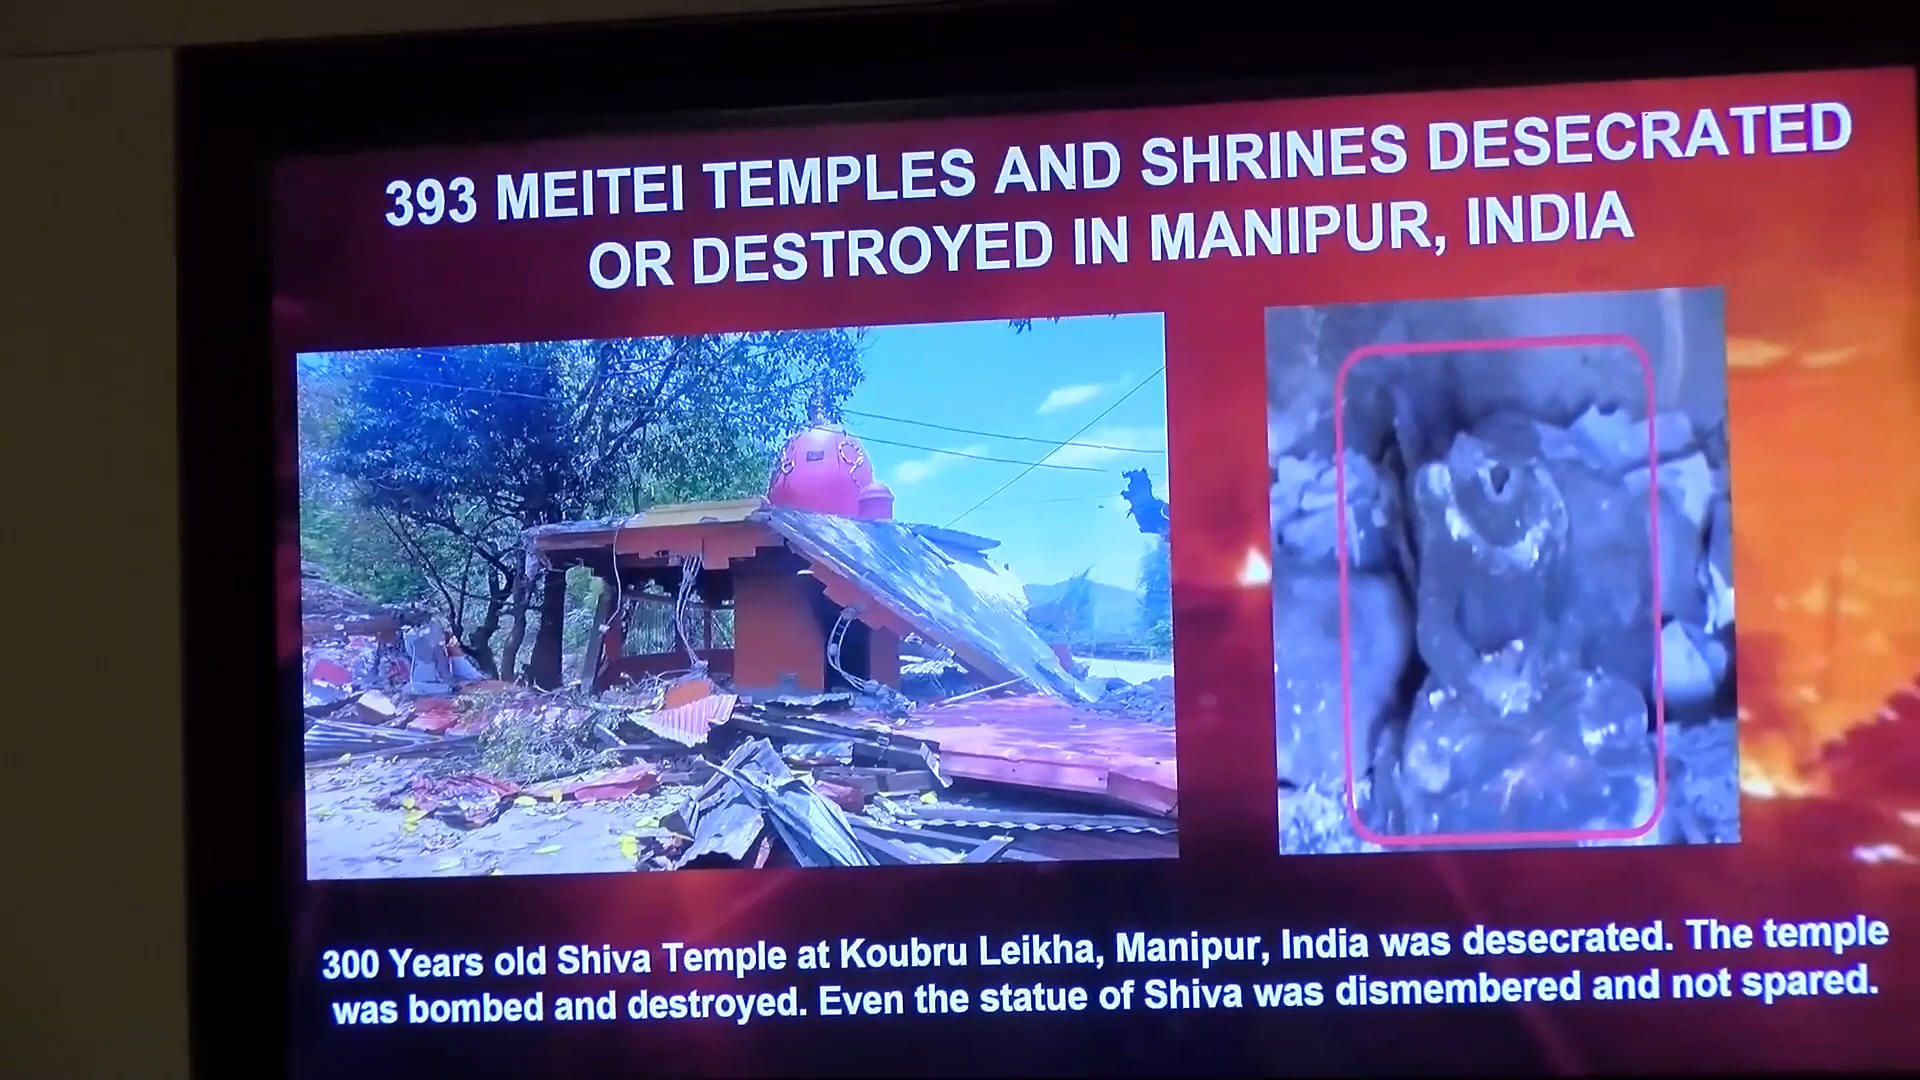 393 MEITEI TEMPLES AND SHRINES DESECRATED
OR DESTROYED IN MANIPUR, INDIA
300 Years old Shiva Temple at Koubru Leikha, Manipur, India was desecrated. The temple
was bombed and destroyed. Even the statue of Shiva was dismembered and not spared.